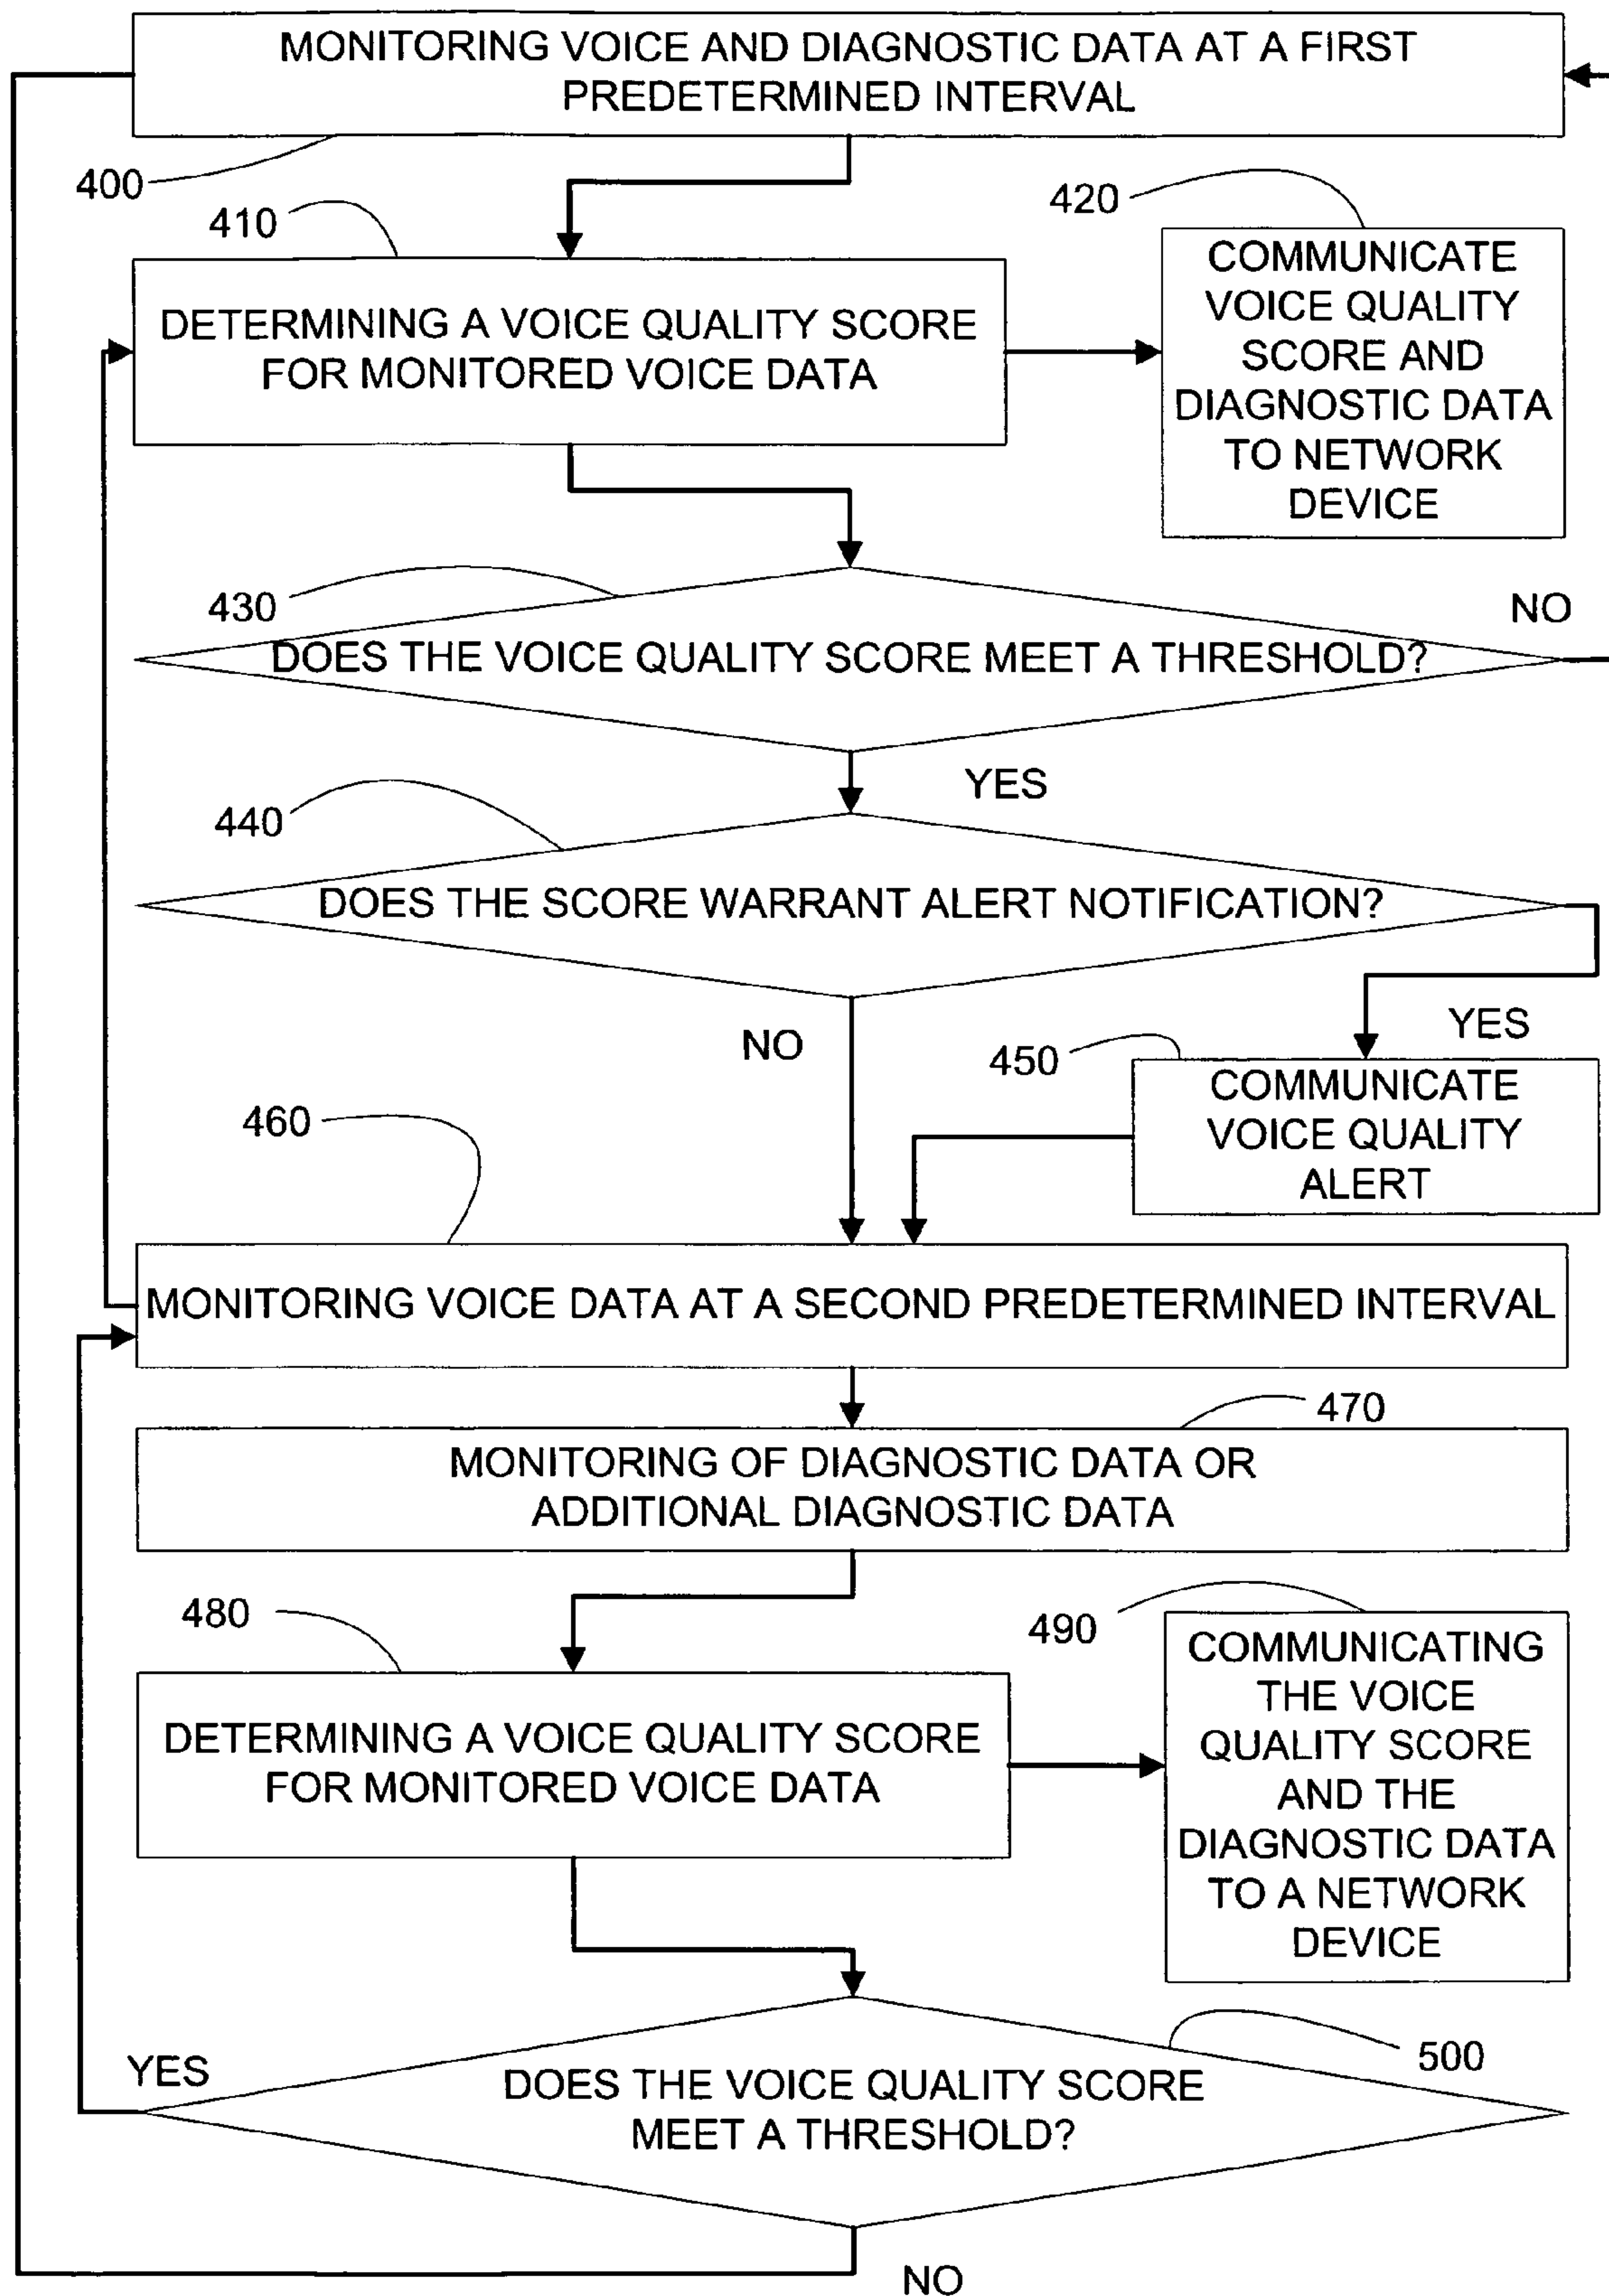 MONITORING VOICE AND DIAGNOSTIC DATA AT A FIRST
PREDETERMINED INTERVAL
400
410
420
DETERMINING A VOICE QUALITY SCORE
FOR MONITORED VOICE DATA
COMMUNICATE
VOICE QUALITY
SCORE AND
DIAGNOSTIC DATA
TO NETWORK
DEVICE
430
NO
DOES THE VOICE QUALITY SCORE MEET A THRESHOLD?
YES
440
DOES THE SCORE WARRANT ALERT NOTIFICATION?
NO
YES
450
COMMUNICATE
VOICE QUALITY
ALERT
460
MONITORING VOICE DATA AT A SECOND PREDETERMINED INTERVAL
470
MONITORING OF DIAGNOSTIC DATA OR
ADDITIONAL DIAGNOSTIC DATA
480
490
DETERMINING A VOICE QUALITY SCORE
FOR MONITORED VOICE DATA
COMMUNICATING
THE VOICE
QUALITY SCORE
AND THE
DIAGNOSTIC DATA
TO A NETWORK
DEVICE
500
YES
DOES THE VOICE QUALITY SCORE
MEET A THRESHOLD?
NO